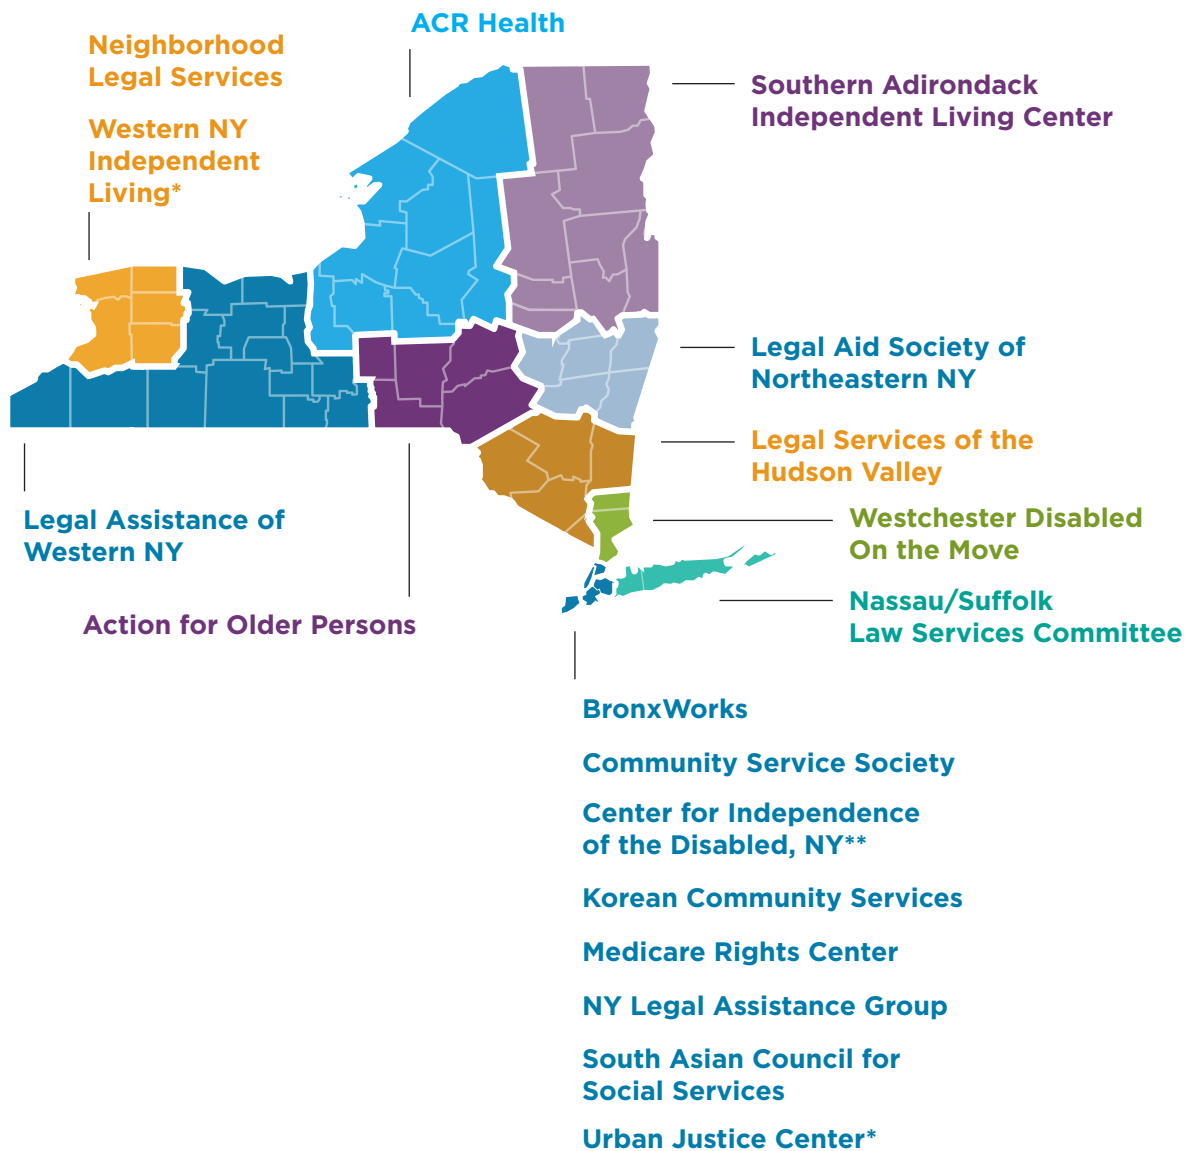 ACR Health
Neighborhood
Legal Services
Western NY
Independent
Living*
Southern Adirondack
Independent Living Center
Legal Aid Society of
Northeastern NY
Legal Services of the
Hudson Valley
Westchester Disabled
On the Move
Nassau/Suffolk
Law Services Committee
Legal Assistance of
Western NY
Action for Older Persons
BronxWorks
Community Service Society
Center for Independence
of the Disabled, NY**
Korean Community Services
Medicare Rights Center
NY Legal Assistance Group
South Asian Council for
Social Services
Urban Justice Center*